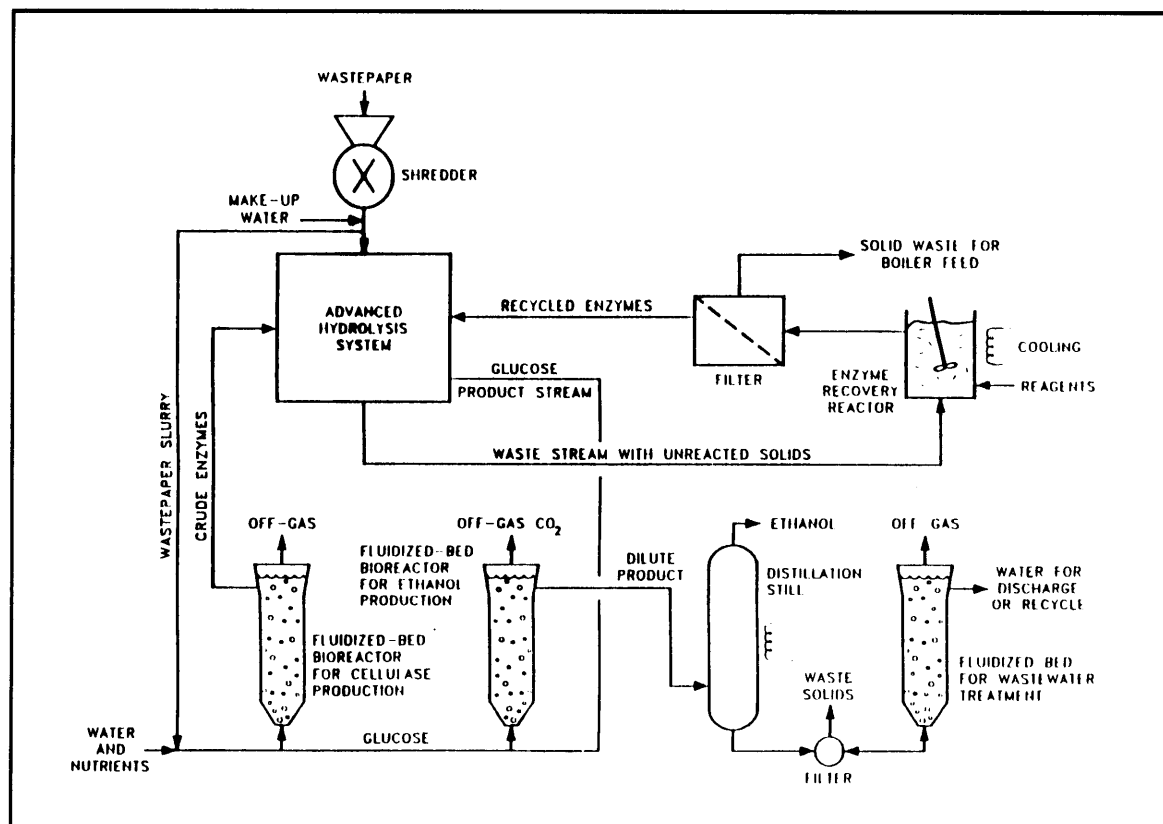 WASTEPAPER
SHREDDER
MAKE-UP
WATER
SOLID WASTE FOR
BOILER FEED
ADVANCED
HYDROLYSIS
SYSTEM
RECYCLED ENZYMES
FILTER
COOLING
ENZYME
RECOVERY
REACTOR
REAGENTS
GLUCOSE
PRODUCT STREAM
WASTE STREAM WITH UNREACTED SOLIDS
WASTEPAPER SLURRY
CRUDE ENZYMES
OFF-GAS
OFF-GAS CO2
FLUIDIZED-BED
BIOREACTOR
FOR ETHANOL
PRODUCTION
DILUTE
PRODUCT
ETHANOL
DISTILLATION
STILL
OFF GAS
WATER FOR
DISCHARGE
OR RECYCLE
FLUIDIZED-BED
BIOREACTOR
FOR CELLULASE
PRODUCTION
WASTE
SOLIDS
FLUIDIZED BED
FOR WASTEWATER
TREATMENT
WATER
AND
NUTRIENTS
GLUCOSE
FILTER